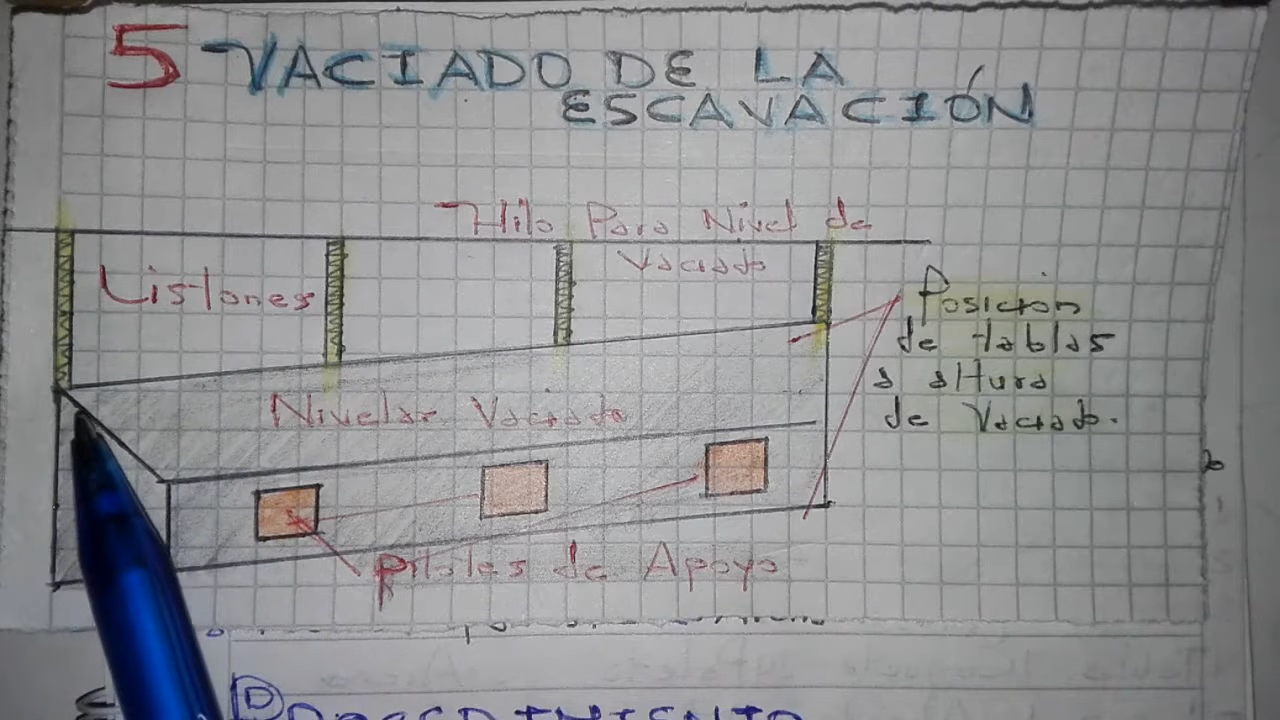 5 VACIADO DE LA
ESCAVACIÓN
Hilo Para Nivel de
Vaciado
Listones
Posicion
de tablas
a altura
de Vaciado.
Nivelar Vaciado
Pilotes de Apoyo
D
PROCEDIMIENTO